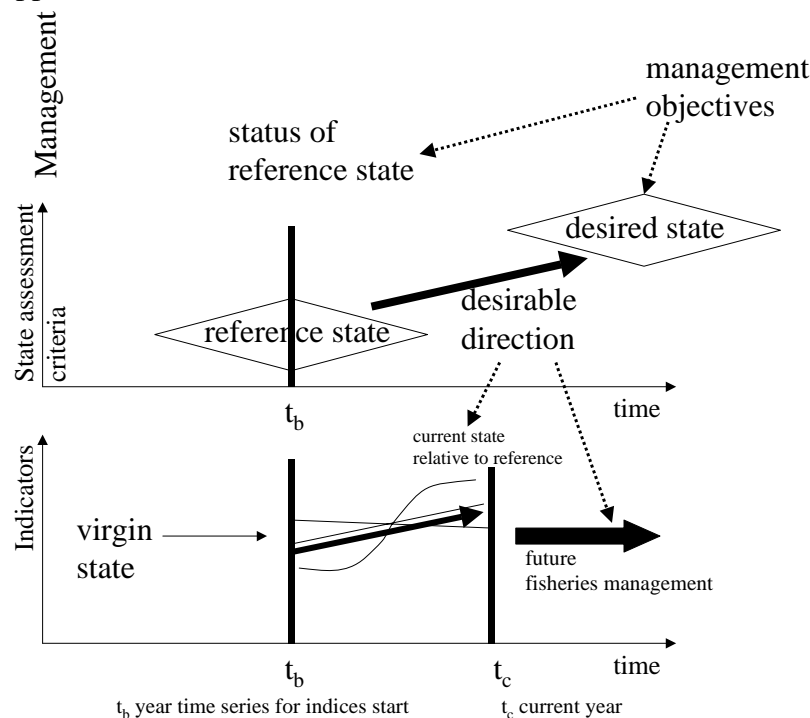 Management
management
objectives
status of
reference state
State assessment
criteria
desired state
reference state
desirable
direction
t_b
time
Indicators
current state
relative to reference
virgin
state
future
fisheries management
t_b
t_c
time
t_b year time series for indices start
t_c current year